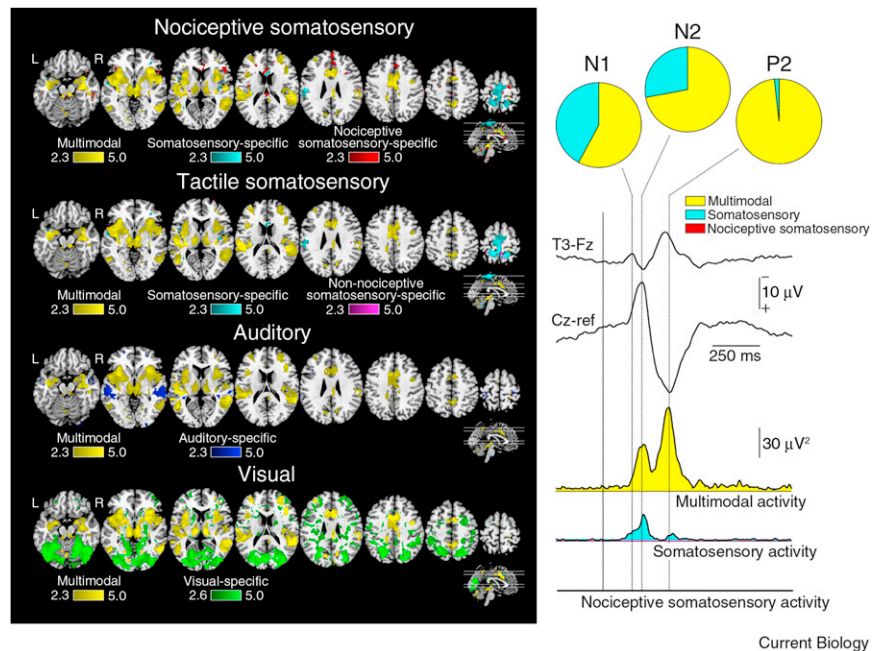 Nociceptive somatosensory
L R
Multimodal
2.3 5.0
Somatosensory-specific
2.3 5.0
Nociceptive
somatosensory-specific
2.3 5.0
Tactile somatosensory
L R
Multimodal
2.3 5.0
Somatosensory-specific
2.3 5.0
Non-nociceptive
somatosensory-specific
2.3 5.0
Auditory
L R
Multimodal
2.3 5.0
Auditory-specific
2.3 5.0
Visual
L R
Multimodal
2.3 5.0
Visual-specific
2.6 5.0
N1
N2
P2
Multimodal
Somatosensory
Nociceptive somatosensory
T3-Fz
−
10 µV
+
Cz-ref
250 ms
30 µV²
Multimodal activity
Somatosensory activity
Nociceptive somatosensory activity
Current Biology